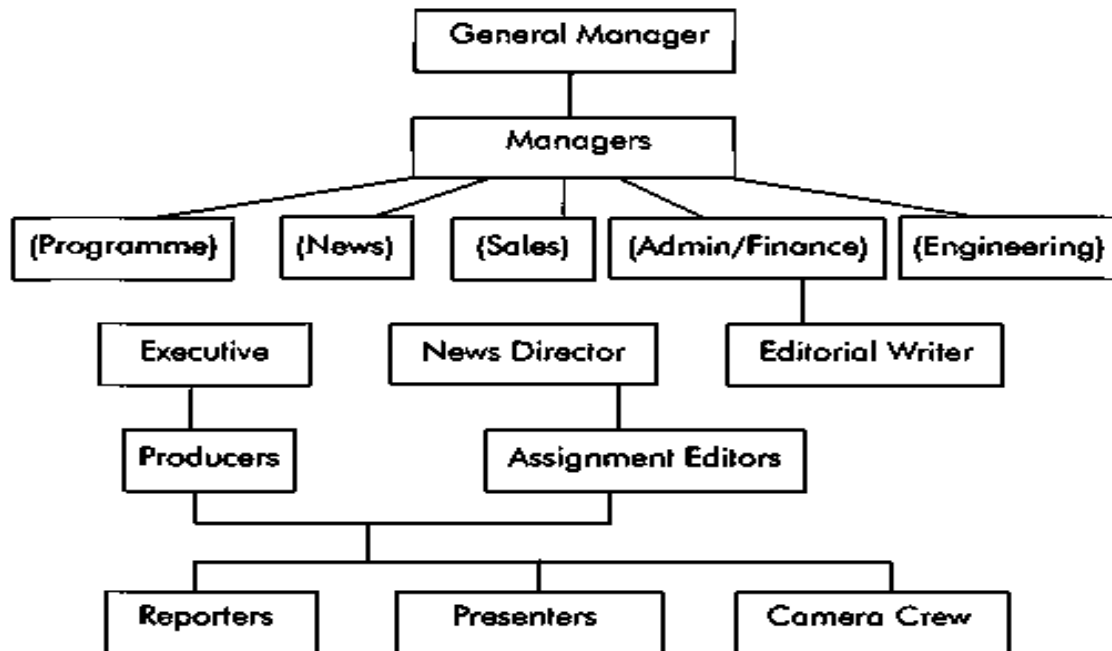 General Manager
Managers
(Programme) (News) (Sales) (Admin/Finance) (Engineering)
Executive News Director Editorial Writer
Producers Assignment Editors
Reporters Presenters Camera Crew